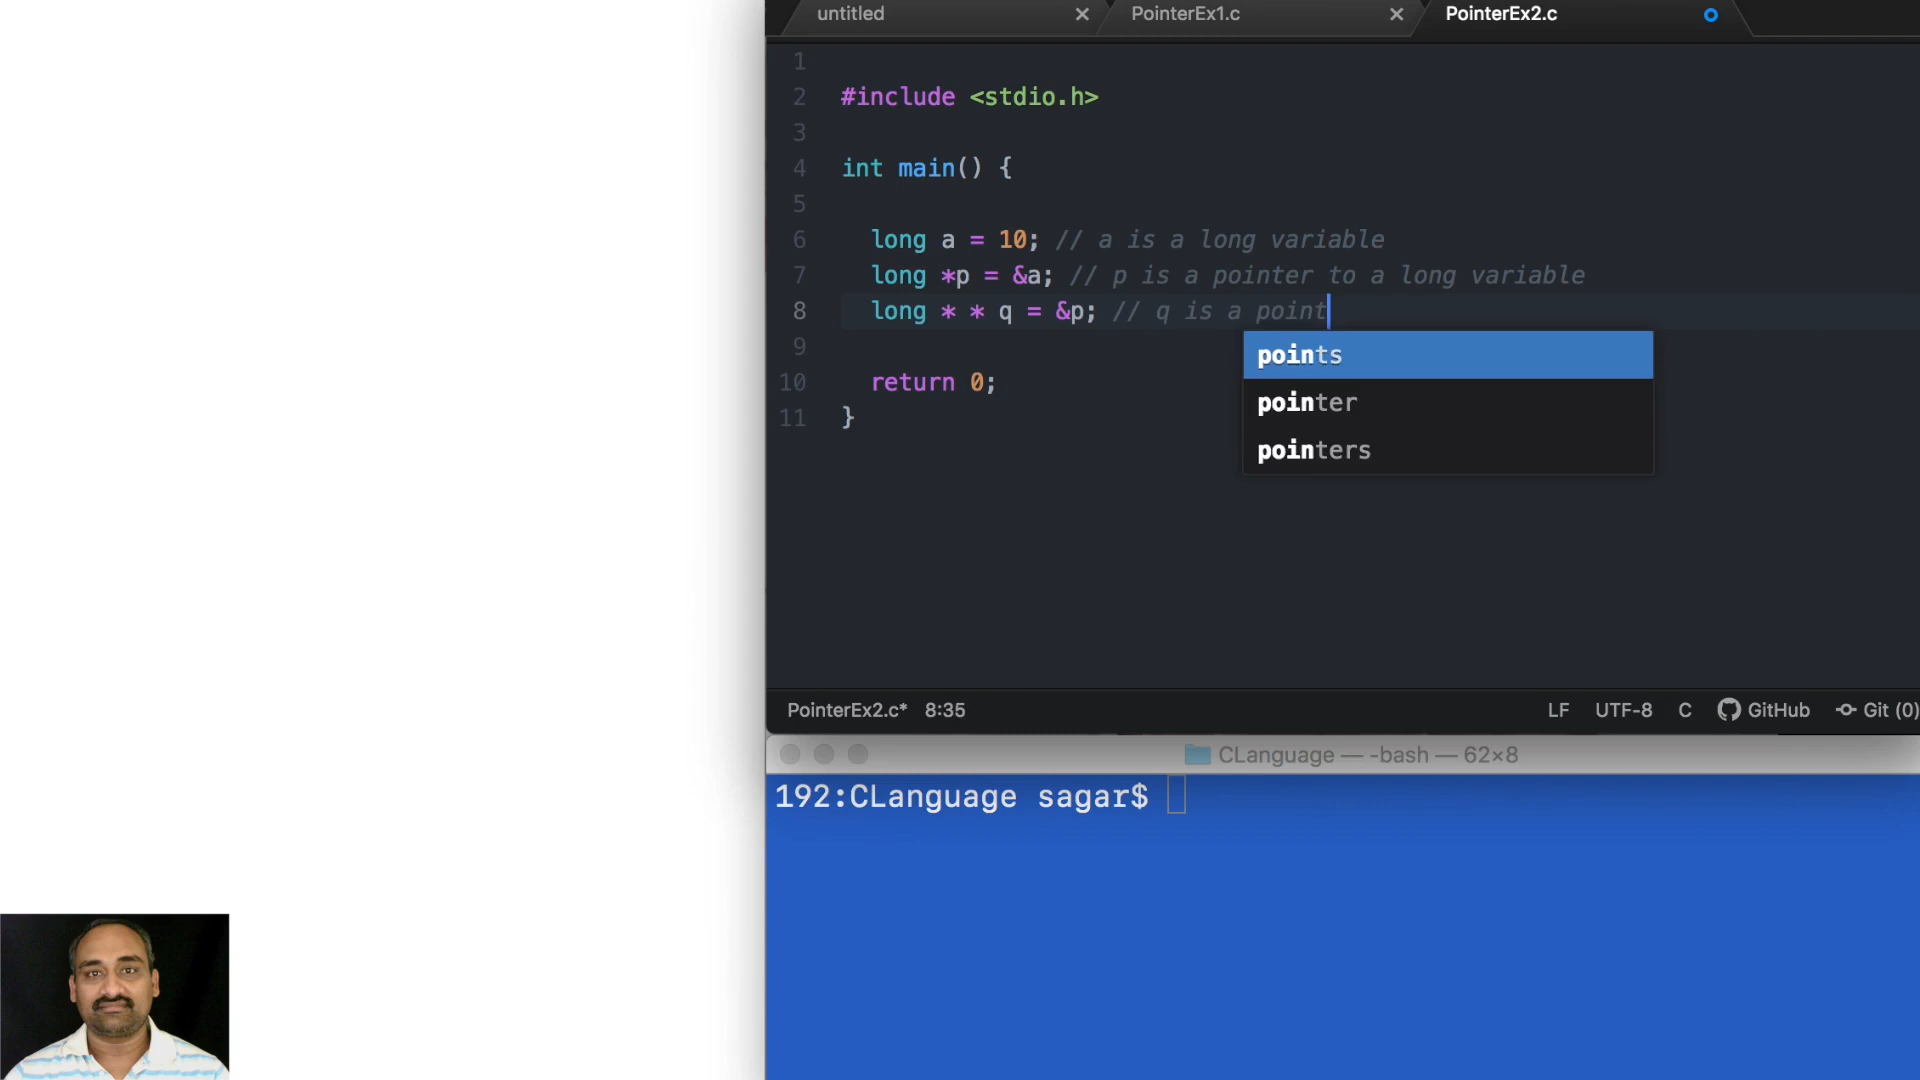 untitled
PointerEx1.c
PointerEx2.c
1
2 #include <stdio.h>
3
4 int main() {
5
6 long a = 10; // a is a long variable
7 long *p = &a; // p is a pointer to a long variable
8 long * * q = &p; // q is a point
9
points
10 return 0;
pointer
11 }
pointers
PointerEx2.c* 8:35 LF UTF-8 C GitHub Git (0)
CLanguage — -bash — 62×8
192:CLanguage sagar$